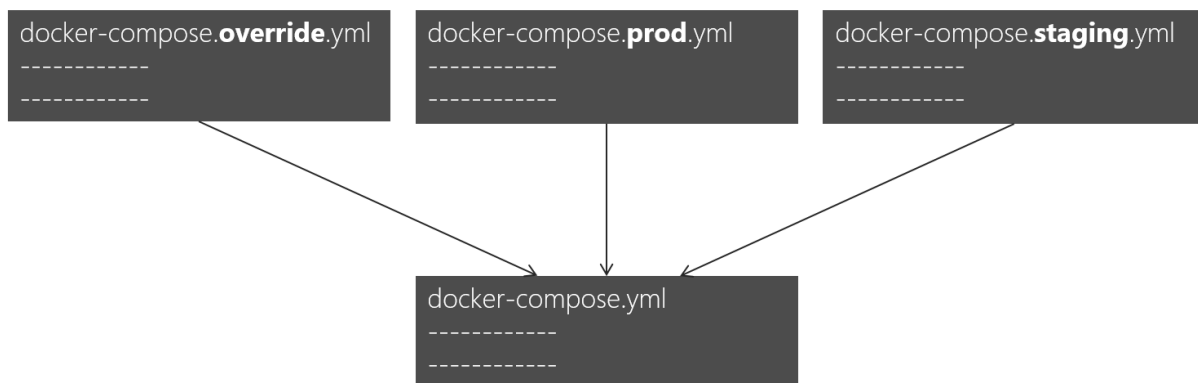 docker-compose.override.yml
------------
------------
docker-compose.prod.yml
------------
------------
docker-compose.staging.yml
------------
------------
docker-compose.yml
------------
------------